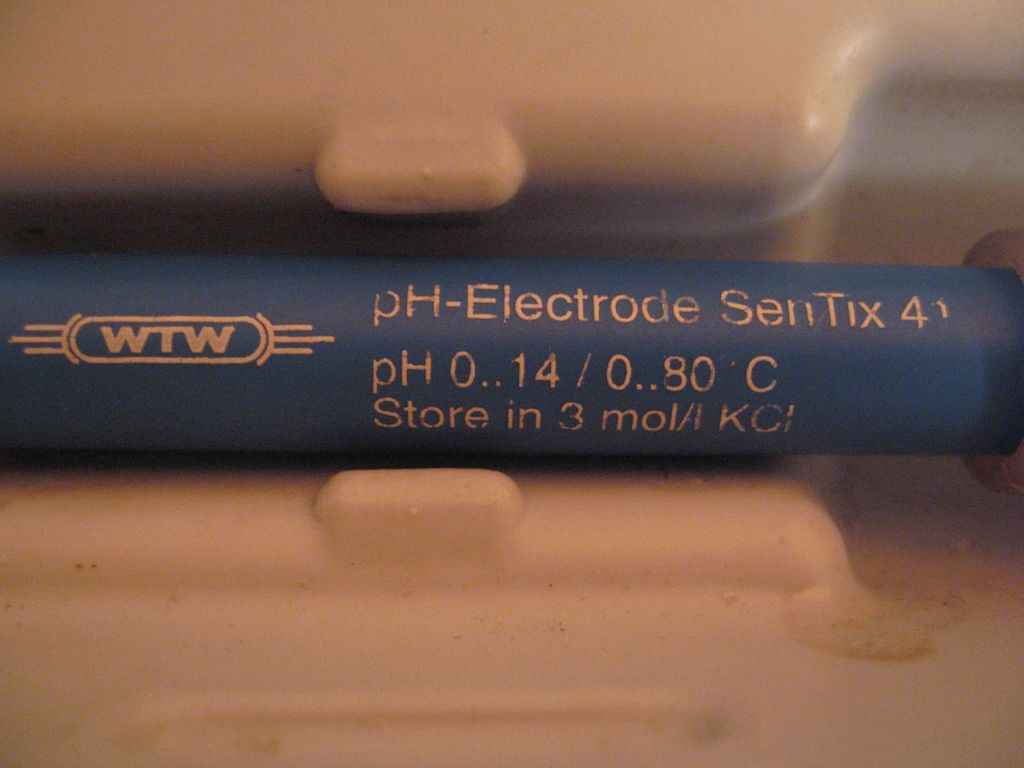 WTW
pH-Electrode SenTix 41
pH 0..14 / 0..80 °C
Store in 3 mol/l KCl